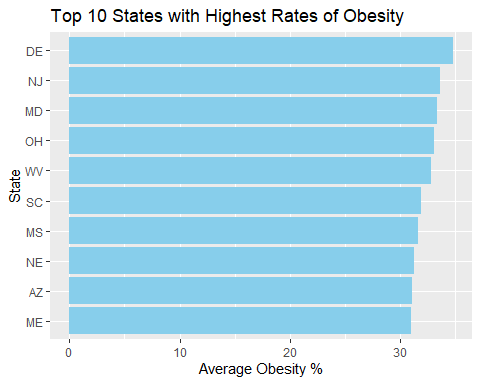 Top 10 States with Highest Rates of Obesity
State
DE
NJ
MD
OH
WV
SC
MS
NE
AZ
ME
0 10 20 30
Average Obesity %